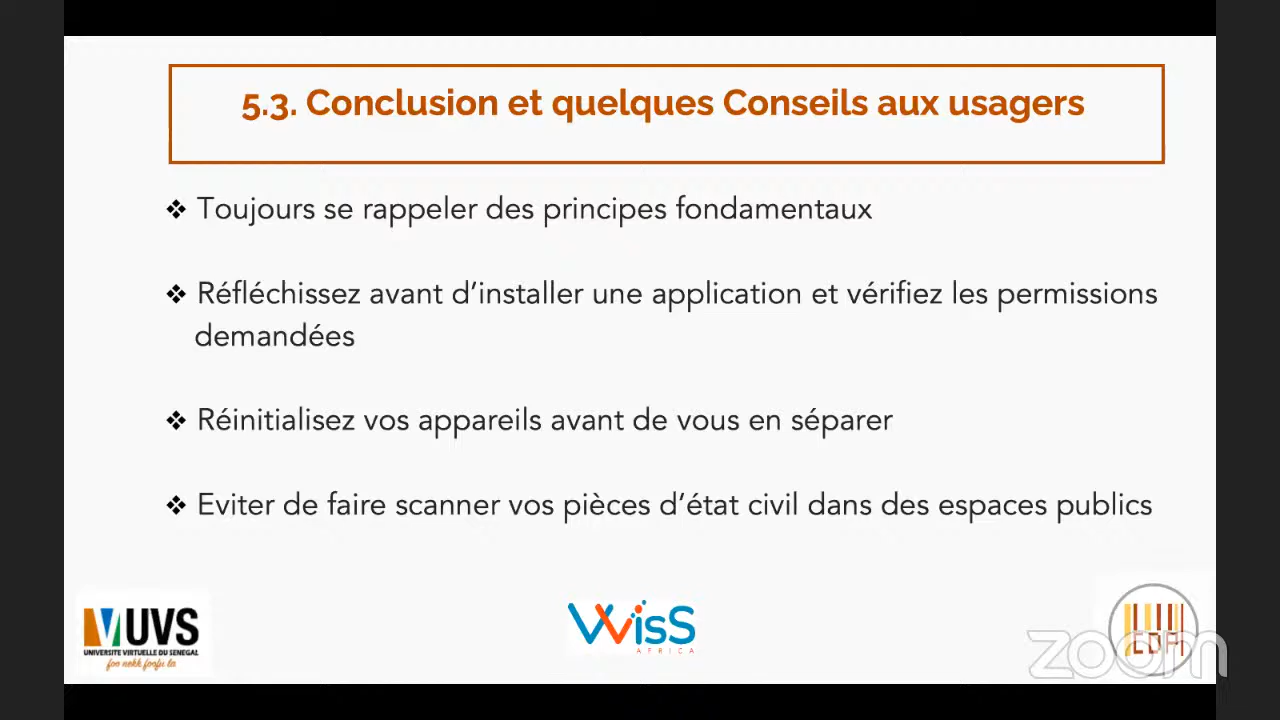 5.3. Conclusion et quelques Conseils aux usagers
❖ Toujours se rappeler des principes fondamentaux
❖ Réfléchissez avant d’installer une application et vérifiez les permissions
demandées
❖ Réinitialisez vos appareils avant de vous en séparer
❖ Eviter de faire scanner vos pièces d’état civil dans des espaces publics
UVS
UNIVERSITE VIRTUELLE DU SENEGAL
foo nekk foofu la
WisS
AFRICA
LDM
zoom